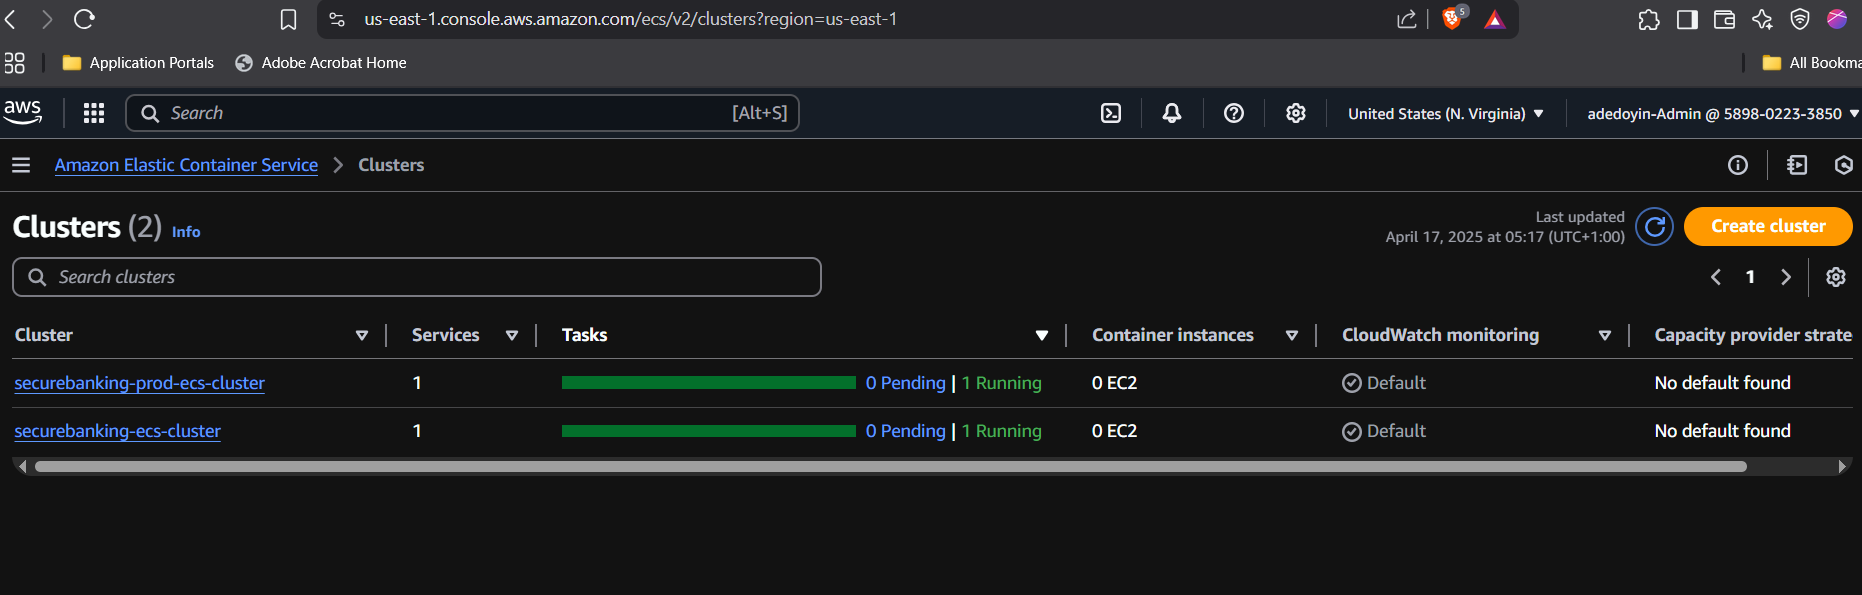 us-east-1.console.aws.amazon.com/ecs/v2/clusters?region=us-east-1
5
Application Portals
Adobe Acrobat Home
All Bookma
aws
Search
[Alt+S]
United States (N. Virginia)
adedoyin-Admin @ 5898-0223-3850
Amazon Elastic Container Service
Clusters
Clusters (2) Info
Last updated
April 17, 2025 at 05:17 (UTC+1:00)
Create cluster
Search clusters
1
Cluster Services Tasks Container instances CloudWatch monitoring Capacity provider strate
securebanking-prod-ecs-cluster 1 0 Pending | 1 Running 0 EC2 Default No default found
securebanking-ecs-cluster 1 0 Pending | 1 Running 0 EC2 Default No default found